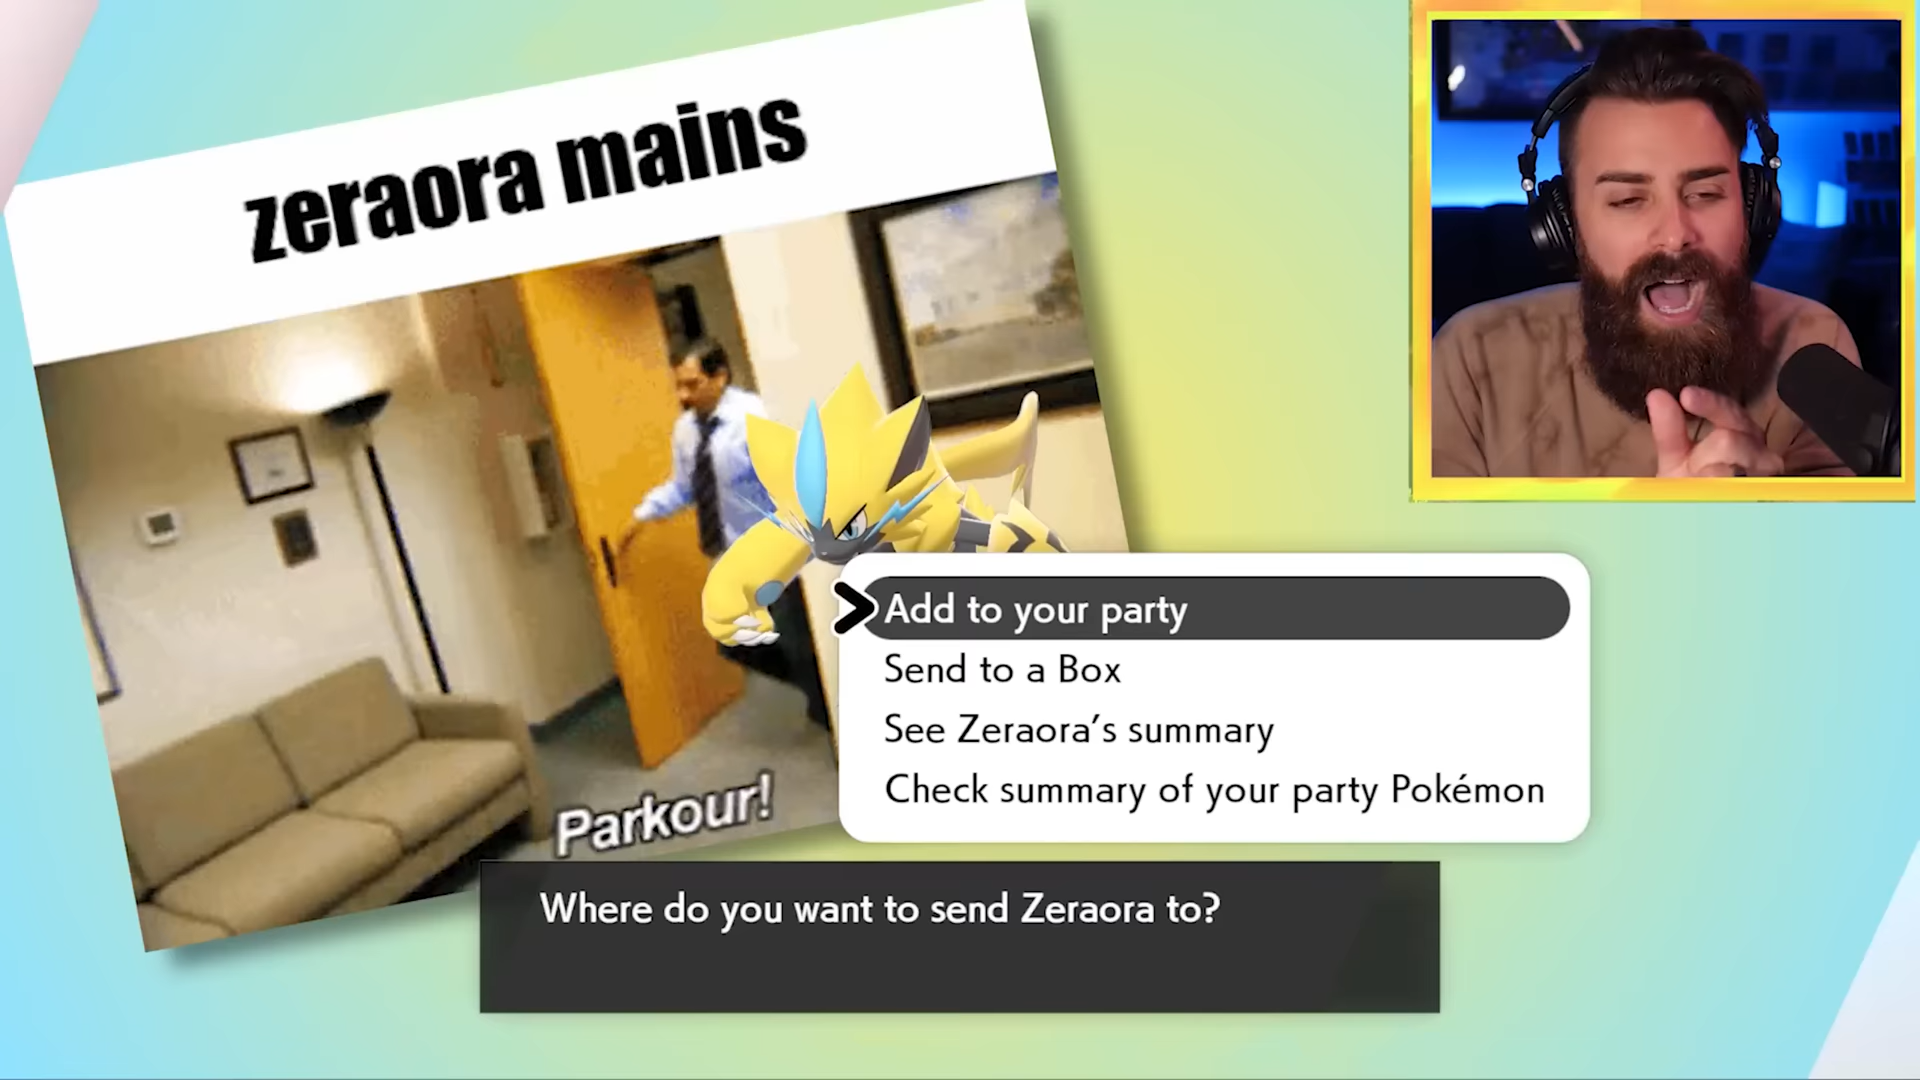 zeraora mains
Parkour!
Add to your party
Send to a Box
See Zeraora's summary
Check summary of your party Pokémon
Where do you want to send Zeraora to?